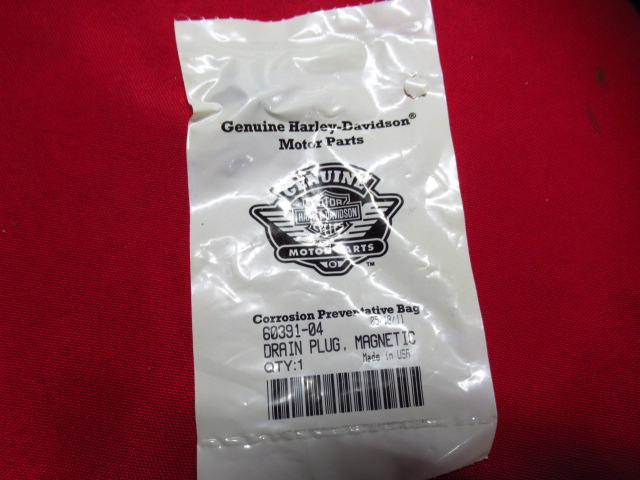 Genuine Harley-Davidson®
Motor Parts
GENUINE
MOTOR
HARLEY-DAVIDSON
MOTOR PARTS
™
Corrosion Preventative Bag
60391-04
DRAIN PLUG, MAGNETIC
Made in USA
QTY:1